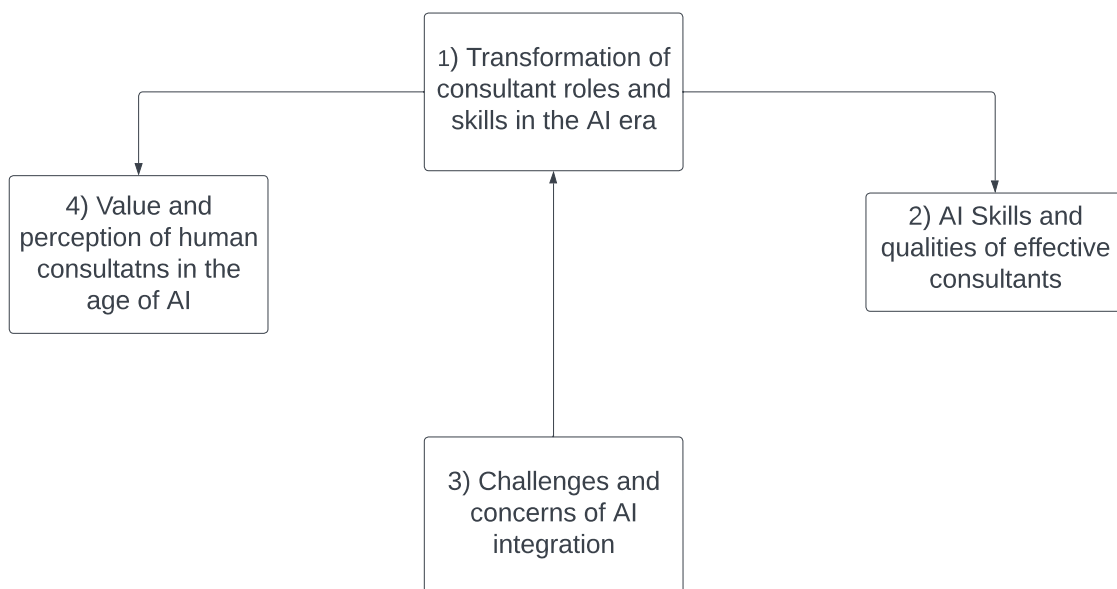 1) Transformation of
consultant roles and
skills in the AI era
4) Value and
perception of human
consultatns in the
age of AI
2) AI Skills and
qualities of effective
consultants
3) Challenges and
concerns of AI
integration